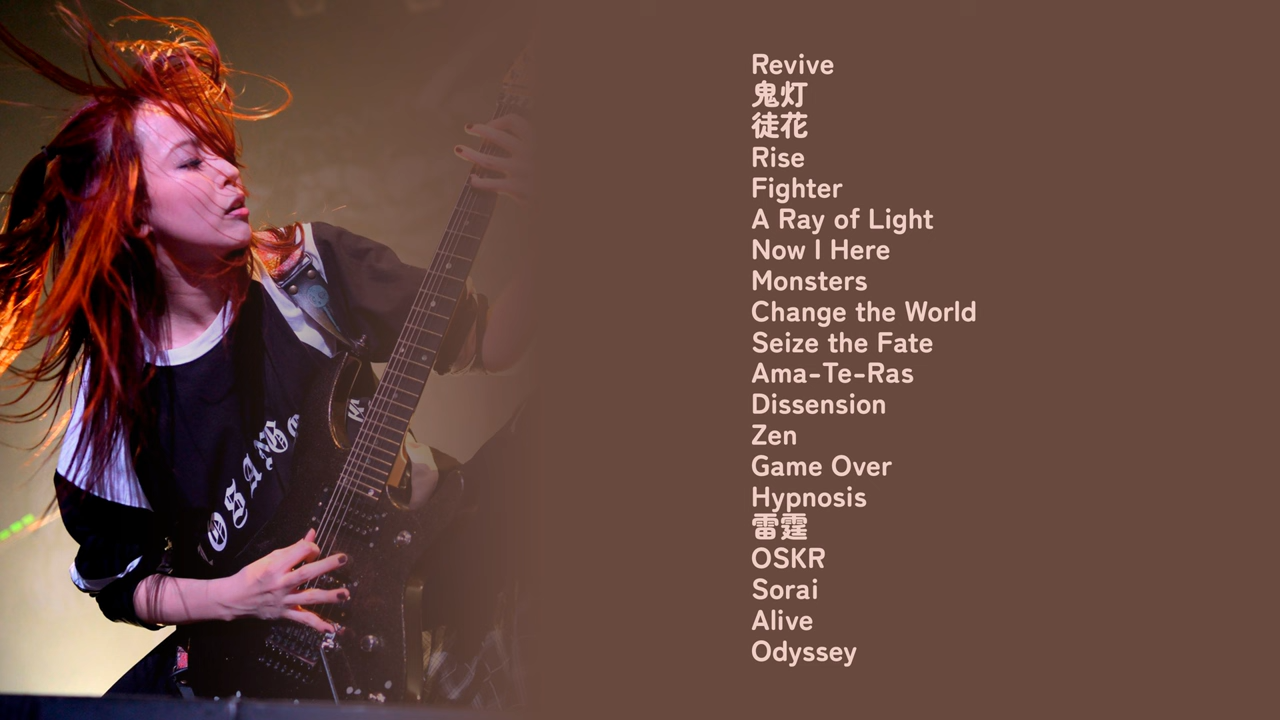 OSANG
Revive
鬼灯
徒花
Rise
Fighter
A Ray of Light
Now I Here
Monsters
Change the World
Seize the Fate
Ama-Te-Ras
Dissension
Zen
Game Over
Hypnosis
雷霆
OSKR
Sorai
Alive
Odyssey